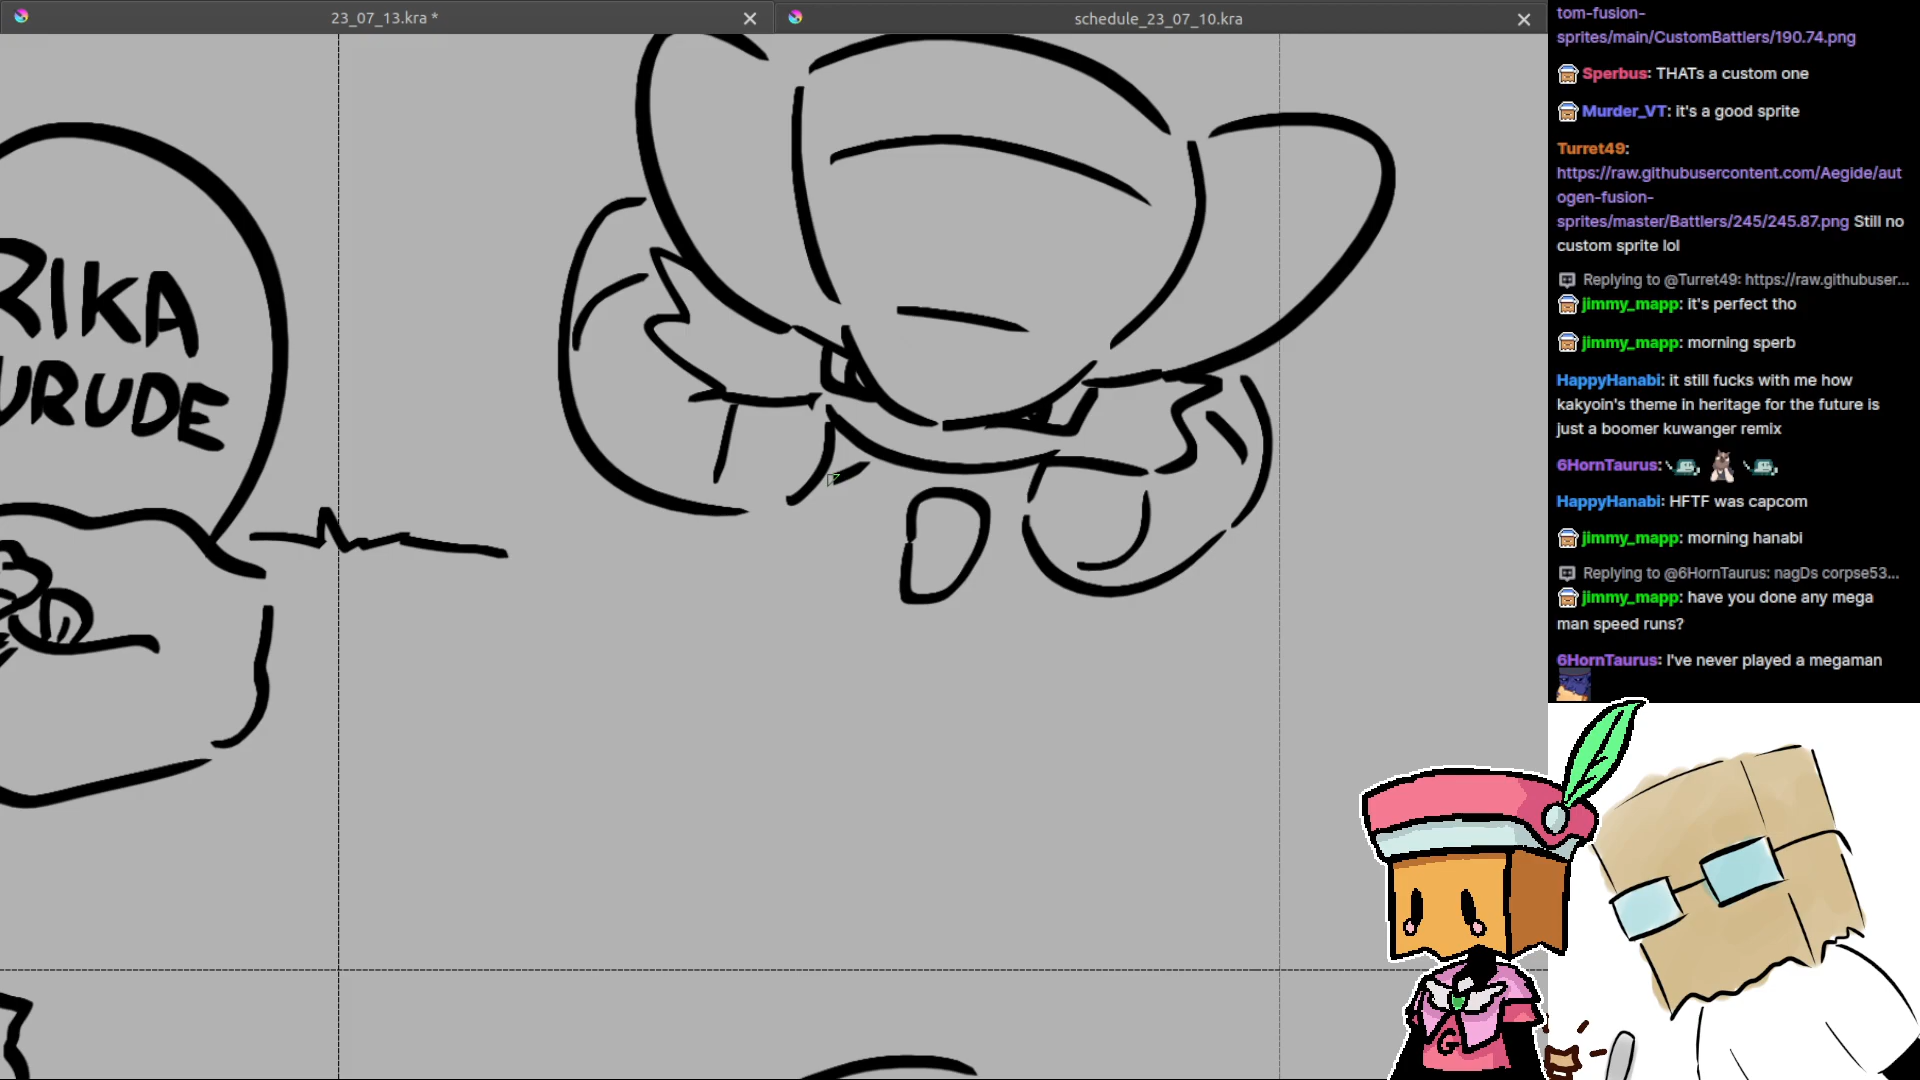 23_07_13.kra *
schedule_23_07_10.kra
RIKA
URUDE
tom-fusion-
sprites/main/CustomBattlers/190.74.png
Sperbus: THATs a custom one
Murder_VT: it's a good sprite
Turret49:
https://raw.githubusercontent.com/Aegide/aut
ogen-fusion-
sprites/master/Battlers/245/245.87.png Still no
custom sprite lol
Replying to @Turret49: https://raw.githubuser...
jimmy_mapp: it's perfect tho
jimmy_mapp: morning sperb
HappyHanabi: it still fucks with me how
kakyoin's theme in heritage for the future is
just a boomer kuwanger remix
6HornTaurus:
HappyHanabi: HFTF was capcom
jimmy_mapp: morning hanabi
Replying to @6HornTaurus: nagDs corpse53...
jimmy_mapp: have you done any mega
man speed runs?
6HornTaurus: I've never played a megaman
G